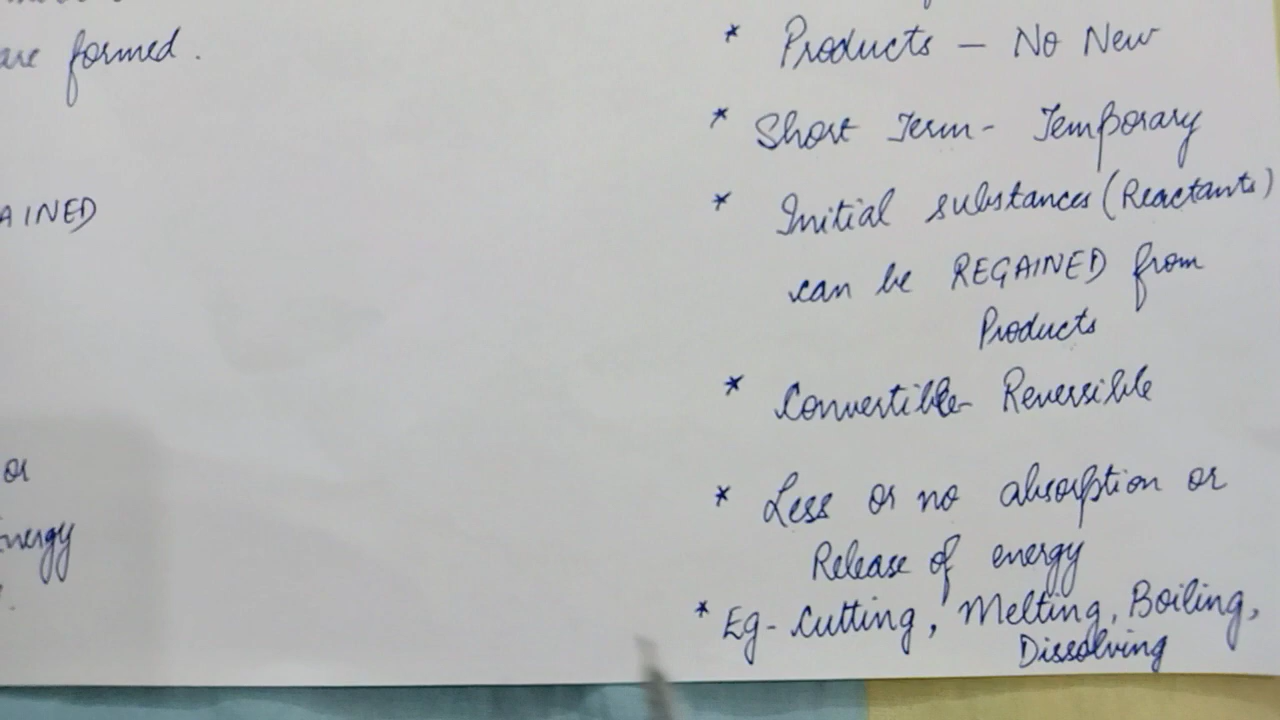 are formed.
AINED
or
Energy
* Products – No New
* Short Term - Temporary
* Initial substances (Reactants)
can be REGAINED from
Products
* Convertible - Reversible
* Less or no absorption or
Release of energy
* Eg - Cutting, Melting, Boiling,
Dissolving